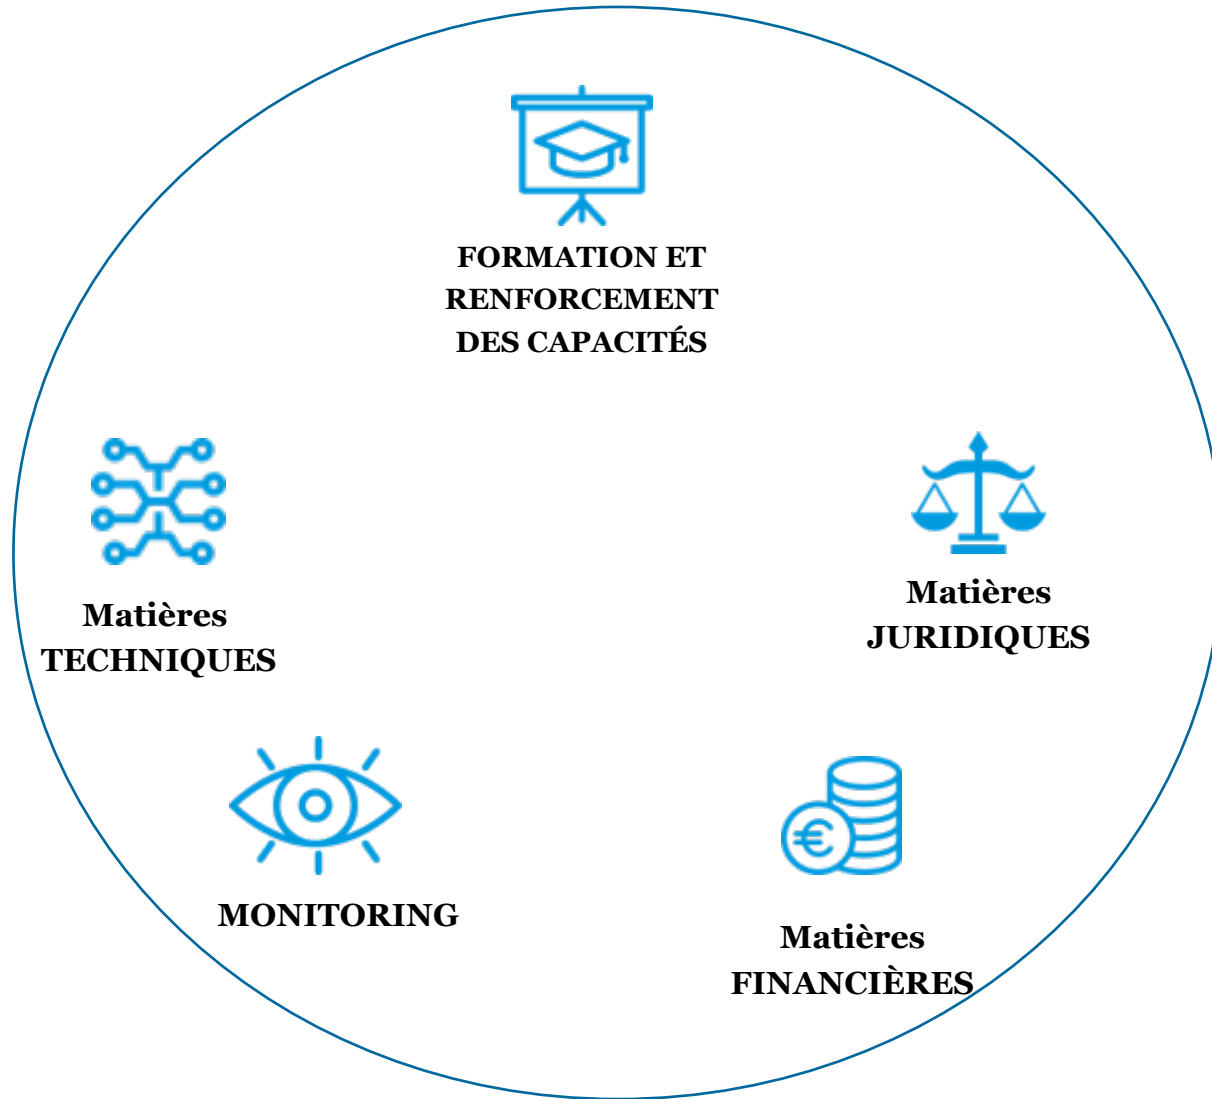 FORMATION ET
RENFORCEMENT
DES CAPACITÉS
Matières
TECHNIQUES
Matières
JURIDIQUES
MONITORING
Matières
FINANCIÈRES